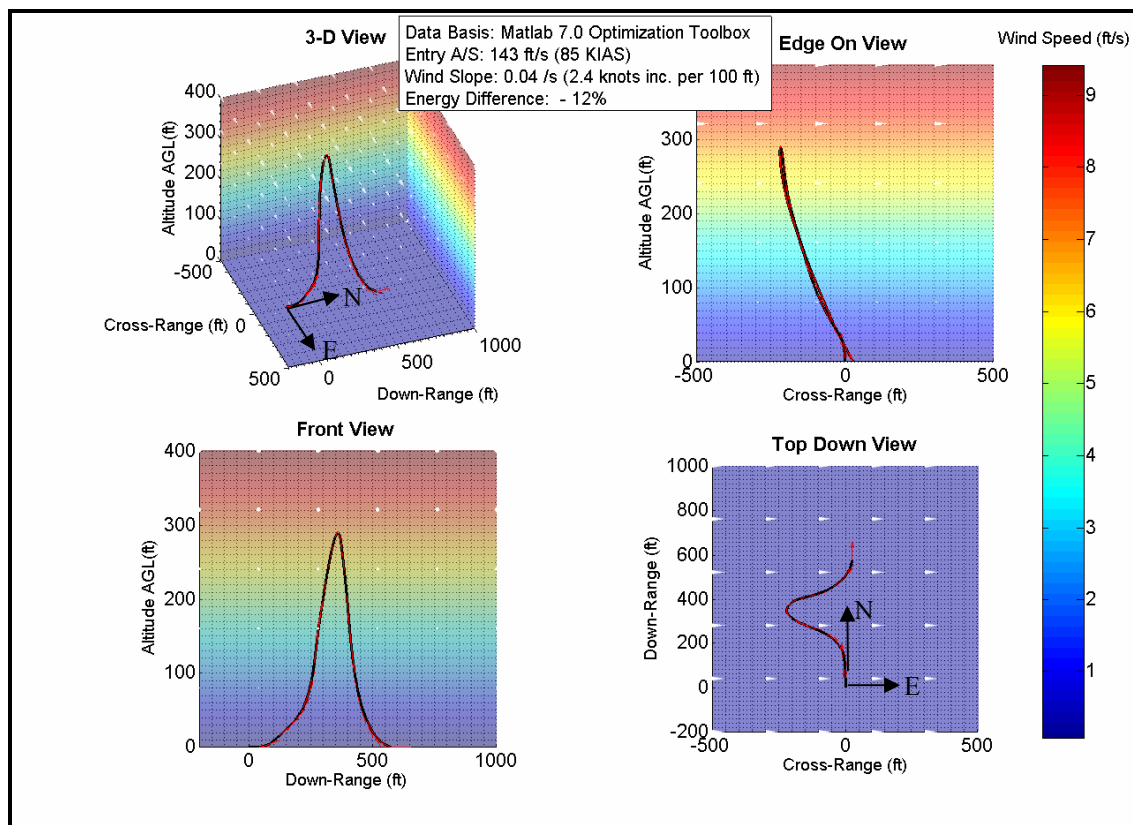 Data Basis: Matlab 7.0 Optimization Toolbox
Entry A/S: 143 ft/s (85 KIAS)
Wind Slope: 0.04 /s (2.4 knots inc. per 100 ft)
Energy Difference:  - 12%
3-D View
400
300
200
100
0
Altitude AGL(ft)
-500
0
500
Cross-Range (ft)
0
500
1000
Down-Range (ft)
N
E
Edge On View
300
200
100
0
Altitude AGL(ft)
-500
0
500
Cross-Range (ft)
Wind Speed (ft/s)
9
8
7
6
5
4
3
2
1
Front View
400
300
200
100
0
Altitude AGL(ft)
0
500
1000
Down-Range (ft)
Top Down View
1000
800
600
400
200
0
-200
Down-Range (ft)
N
E
-500
0
500
Cross-Range (ft)